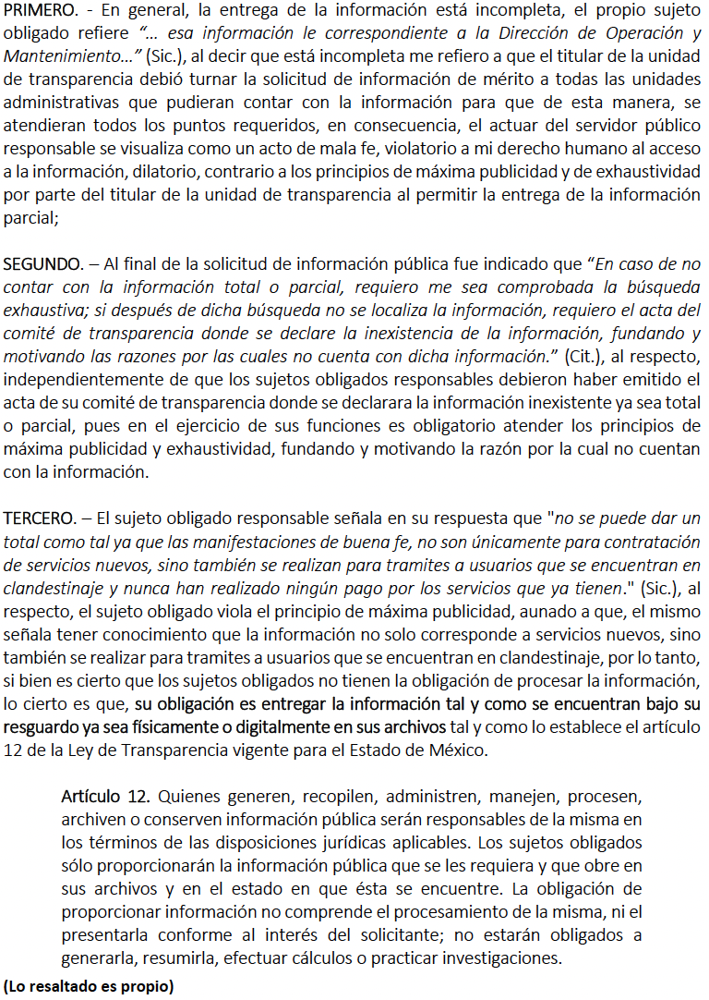 PRIMERO. - En general, la entrega de la información está incompleta, el propio sujeto
obligado refiere “… esa información le correspondiente a la Dirección de Operación y
Mantenimiento…” (Sic.), al decir que está incompleta me refiero a que el titular de la unidad
de transparencia debió turnar la solicitud de información de mérito a todas las unidades
administrativas que pudieran contar con la información para que de esta manera, se
atendieran todos los puntos requeridos, en consecuencia, el actuar del servidor público
responsable se visualiza como un acto de mala fe, violatorio a mi derecho humano al acceso
a la información, dilatorio, contrario a los principios de máxima publicidad y de exhaustividad
por parte del titular de la unidad de transparencia al permitir la entrega de la información
parcial;
SEGUNDO. – Al final de la solicitud de información pública fue indicado que “En caso de no
contar con la información total o parcial, requiero me sea comprobada la búsqueda
exhaustiva; si después de dicha búsqueda no se localiza la información, requiero el acta del
comité de transparencia donde se declare la inexistencia de la información, fundando y
motivando las razones por las cuales no cuenta con dicha información.” (Cit.), al respecto,
independientemente de que los sujetos obligados responsables debieron haber emitido el
acta de su comité de transparencia donde se declarara la información inexistente ya sea total
o parcial, pues en el ejercicio de sus funciones es obligatorio atender los principios de
máxima publicidad y exhaustividad, fundando y motivando la razón por la cual no cuentan
con la información.
TERCERO. – El sujeto obligado responsable señala en su respuesta que "no se puede dar un
total como tal ya que las manifestaciones de buena fe, no son únicamente para contratación
de servicios nuevos, sino también se realizan para tramites a usuarios que se encuentran en
clandestinaje y nunca han realizado ningún pago por los servicios que ya tienen." (Sic.), al
respecto, el sujeto obligado viola el principio de máxima publicidad, aunado a que, el mismo
señala tener conocimiento que la información no solo corresponde a servicios nuevos, sino
también se realizar para tramites a usuarios que se encuentran en clandestinaje, por lo tanto,
si bien es cierto que los sujetos obligados no tienen la obligación de procesar la información,
lo cierto es que, su obligación es entregar la información tal y como se encuentran bajo su
resguardo ya sea físicamente o digitalmente en sus archivos tal y como lo establece el artículo
12 de la Ley de Transparencia vigente para el Estado de México.
Artículo 12. Quienes generen, recopilen, administren, manejen, procesen,
archiven o conserven información pública serán responsables de la misma en
los términos de las disposiciones jurídicas aplicables. Los sujetos obligados
sólo proporcionarán la información pública que se les requiera y que obre en
sus archivos y en el estado en que ésta se encuentre. La obligación de
proporcionar información no comprende el procesamiento de la misma, ni el
presentarla conforme al interés del solicitante; no estarán obligados a
generarla, resumirla, efectuar cálculos o practicar investigaciones.
(Lo resaltado es propio)